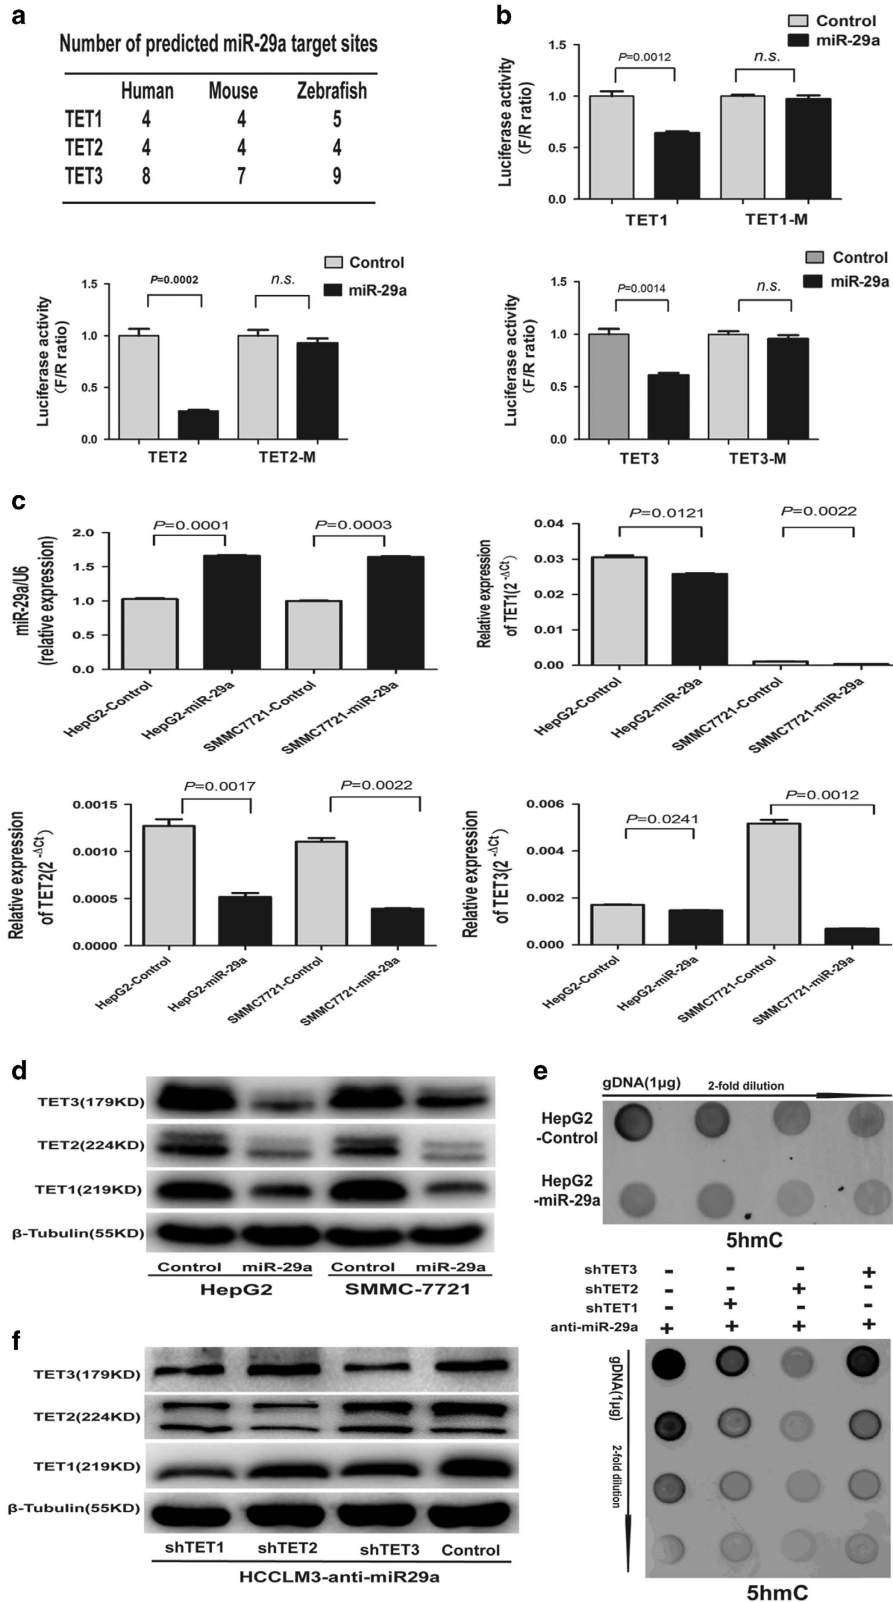 a
Number of predicted miR-29a target sites
Human Mouse Zebrafish
TET1 4 4 5
TET2 4 4 4
TET3 8 7 9
b
Control
miR-29a
Luciferase activity
(F/R ratio)
1.5
1.0
0.5
0.0
P=0.0012
n.s.
TET1 TET1-M
Control
miR-29a
Luciferase activity
(F/R ratio)
1.5
1.0
0.5
0.0
P=0.0002
n.s.
TET2 TET2-M
Control
miR-29a
Luciferase activity
(F/R ratio)
1.5
1.0
0.5
0.0
P=0.0014
n.s.
TET3 TET3-M
c
miR-29a/U6
(relative expression)
2.0
1.5
1.0
0.5
0.0
P=0.0001
P=0.0003
HepG2-Control
HepG2-miR-29a
SMMC7721-Control
SMMC7721-miR-29a
Relative expression
of TET1(2 -ΔCt)
0.04
0.03
0.02
0.01
0.00
P=0.0121
P=0.0022
HepG2-Control
HepG2-miR-29a
SMMC7721-Control
SMMC7721-miR-29a
Relative expression
of TET2(2 -ΔCt)
0.0015
0.0010
0.0005
0.0000
P=0.0017
P=0.0022
HepG2-Control
HepG2-miR-29a
SMMC7721-Control
SMMC7721-miR-29a
Relative expression
of TET3(2 -ΔCt)
0.006
0.004
0.002
0.000
P=0.0241
P=0.0012
HepG2-Control
HepG2-miR-29a
SMMC7721-Control
SMMC7721-miR-29a
d
TET3(179KD)
TET2(224KD)
TET1(219KD)
β-Tubulin(55KD)
Control miR-29a Control miR-29a
HepG2 SMMC-7721
e
gDNA(1μg) 2-fold dilution
HepG2
-Control
HepG2
-miR-29a
5hmC
shTET3 - - - +
shTET2 - - + -
shTET1 - + - -
anti-miR-29a + + + +
gDNA(1μg)
2-fold dilution
5hmC
f
TET3(179KD)
TET2(224KD)
TET1(219KD)
β-Tubulin(55KD)
shTET1 shTET2 shTET3 Control
HCCLM3-anti-miR29a